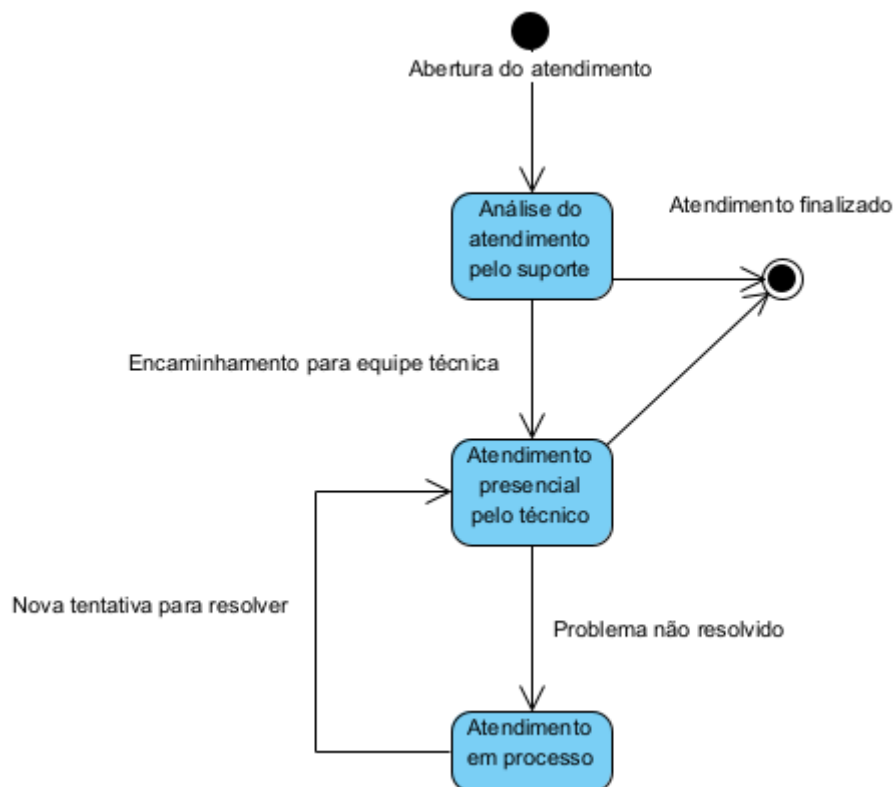 Abertura do atendimento
Análise do
atendimento
pelo suporte
Atendimento finalizado
Encaminhamento para equipe técnica
Atendimento
presencial
pelo técnico
Nova tentativa para resolver
Problema não resolvido
Atendimento
em processo